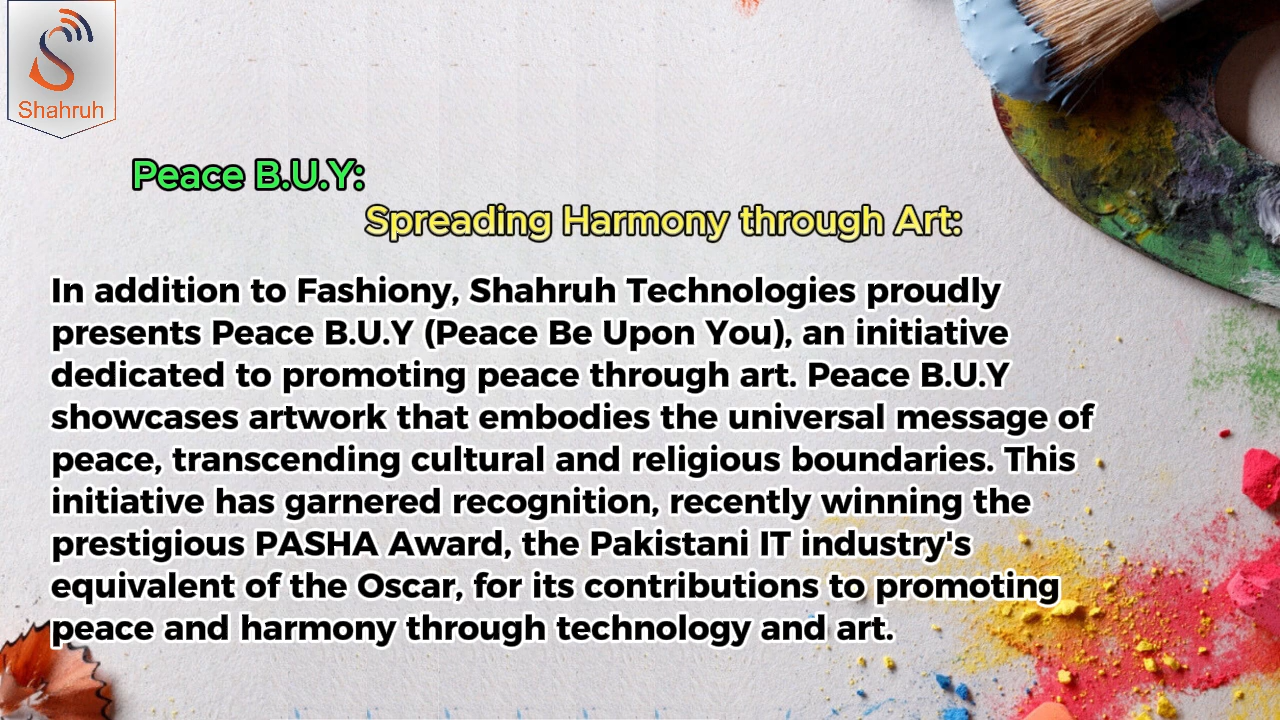 Shahruh
Peace B.U.Y:
Spreading Harmony through Art:
In addition to Fashiony, Shahruh Technologies proudly
presents Peace B.U.Y (Peace Be Upon You), an initiative
dedicated to promoting peace through art. Peace B.U.Y
showcases artwork that embodies the universal message of
peace, transcending cultural and religious boundaries. This
initiative has garnered recognition, recently winning the
prestigious PASHA Award, the Pakistani IT industry's
equivalent of the Oscar, for its contributions to promoting
peace and harmony through technology and art.